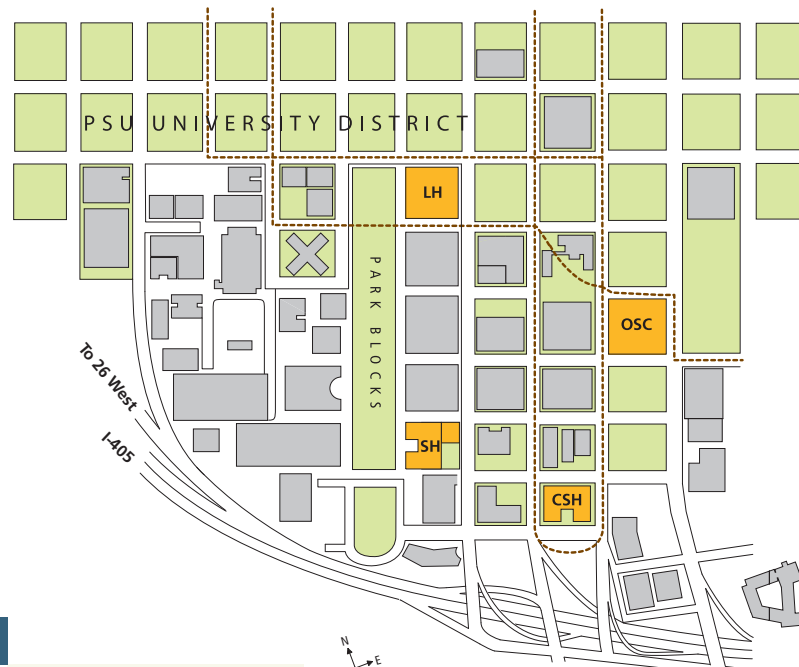 PSU UNIVERSITY DISTRICT
LH
PARK BLOCKS
OSC
To 26 West
I-405
SH
CSH
N
E